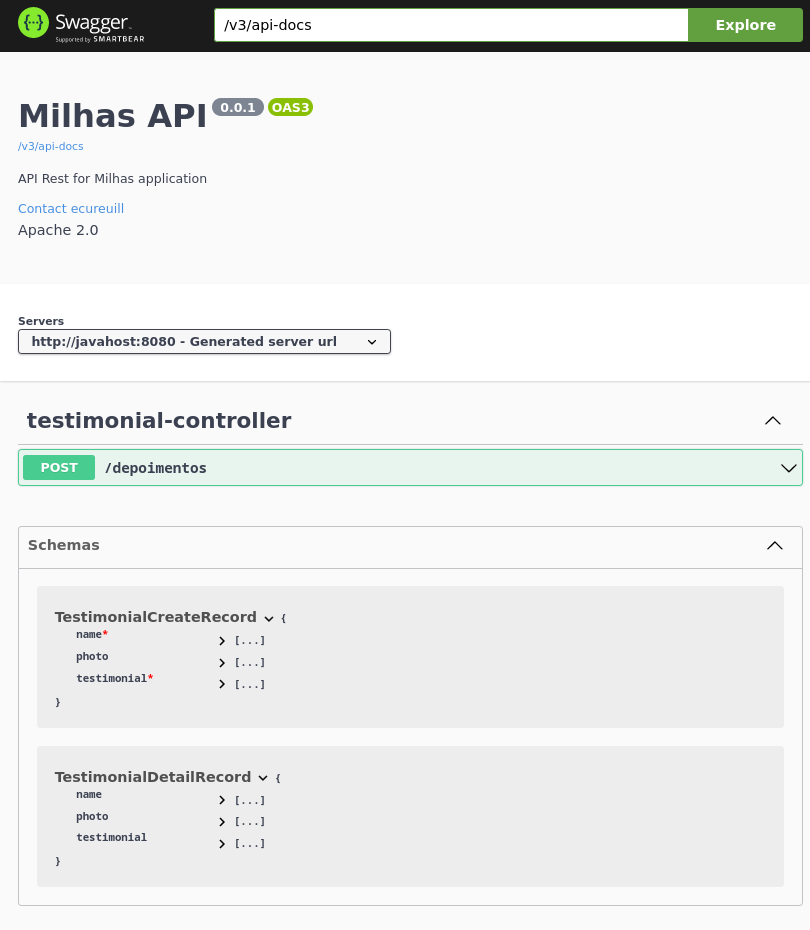 {...} Swagger
Supported by SMARTBEAR
/v3/api-docs
Explore
Milhas API 0.0.1 OAS3
/v3/api-docs
API Rest for Milhas application
Contact ecureuill
Apache 2.0
Servers
http://javahost:8080 - Generated server url
testimonial-controller
POST /depoimentos
Schemas
TestimonialCreateRecord {
name* [...]
photo [...]
testimonial* [...]
}
TestimonialDetailRecord {
name [...]
photo [...]
testimonial [...]
}